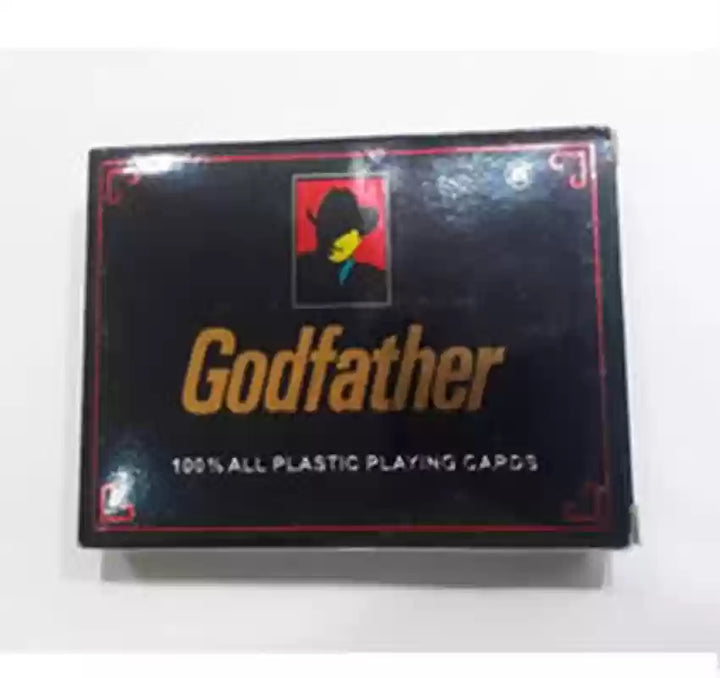 Godfather
100% ALL PLASTIC PLAYING CARDS